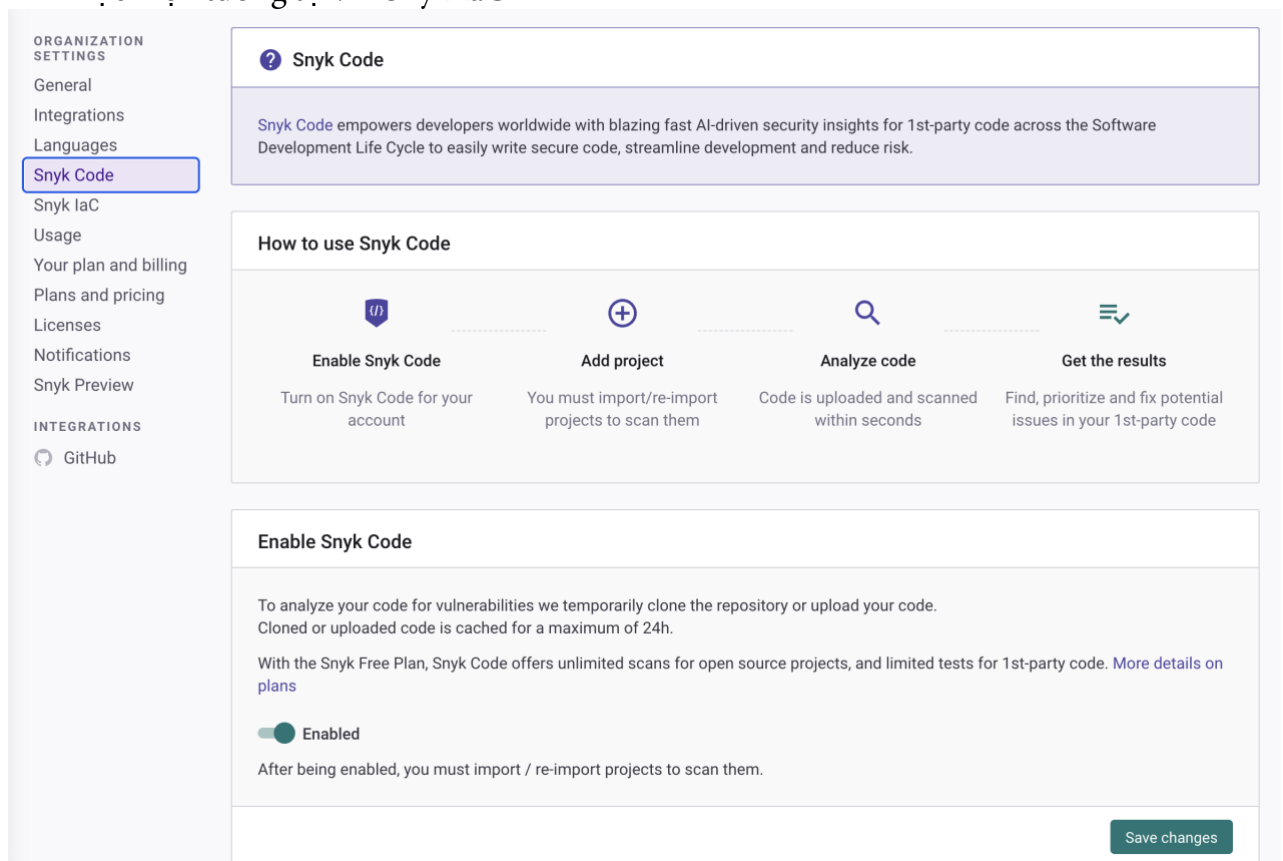 ORGANIZATION
SETTINGS
General
Integrations
Languages
Snyk Code
Snyk IaC
Usage
Your plan and billing
Plans and pricing
Licenses
Notifications
Snyk Preview
INTEGRATIONS
GitHub
Snyk Code
Snyk Code empowers developers worldwide with blazing fast AI-driven security insights for 1st-party code across the Software
Development Life Cycle to easily write secure code, streamline development and reduce risk.
How to use Snyk Code
Enable Snyk Code
Turn on Snyk Code for your
account
Add project
You must import/re-import
projects to scan them
Analyze code
Code is uploaded and scanned
within seconds
Get the results
Find, prioritize and fix potential
issues in your 1st-party code
Enable Snyk Code
To analyze your code for vulnerabilities we temporarily clone the repository or upload your code.
Cloned or uploaded code is cached for a maximum of 24h.
With the Snyk Free Plan, Snyk Code offers unlimited scans for open source projects, and limited tests for 1st-party code. More details on
plans
Enabled
After being enabled, you must import / re-import projects to scan them.
Save changes